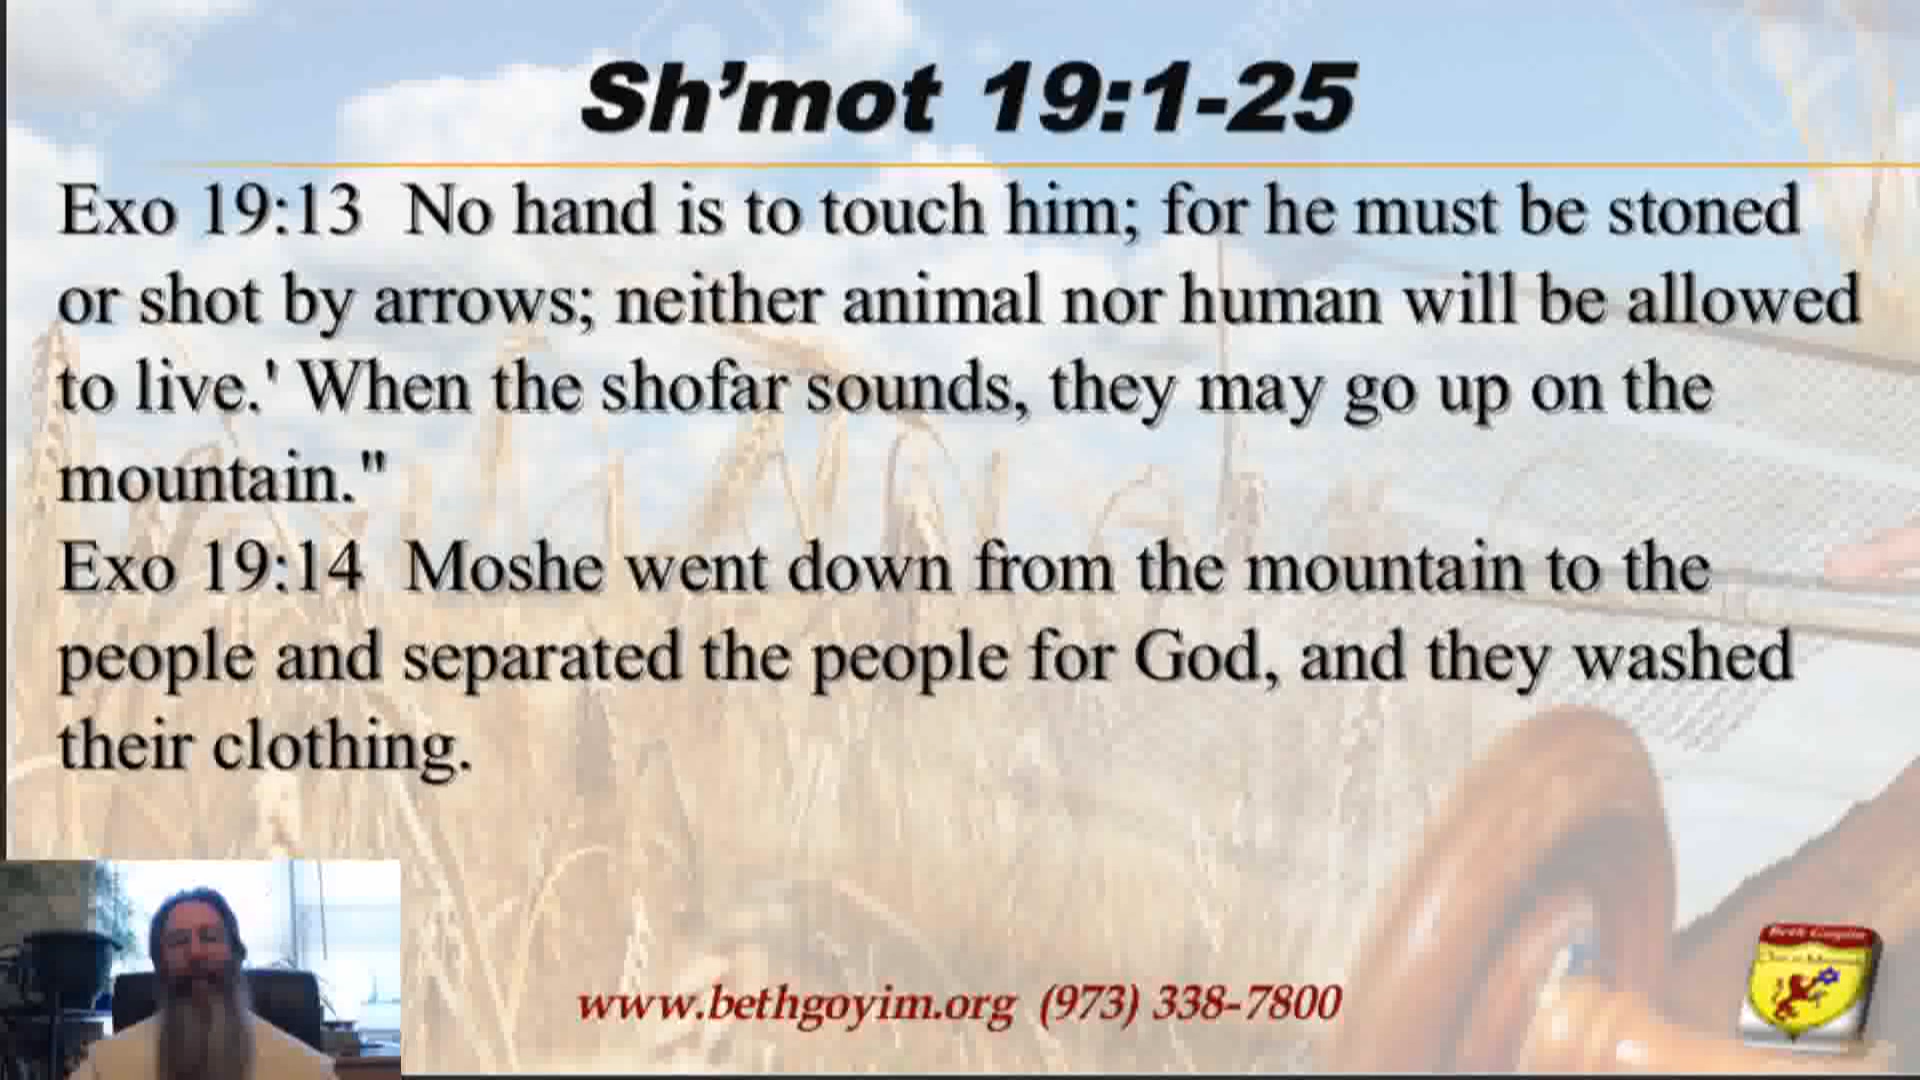 Sh’mot 19:1-25
Exo 19:13 No hand is to touch him; for he must be stoned
or shot by arrows; neither animal nor human will be allowed
to live.' When the shofar sounds, they may go up on the
mountain."
Exo 19:14 Moshe went down from the mountain to the
people and separated the people for God, and they washed
their clothing.
www.bethgoyim.org (973) 338-7800
Beth Goyim